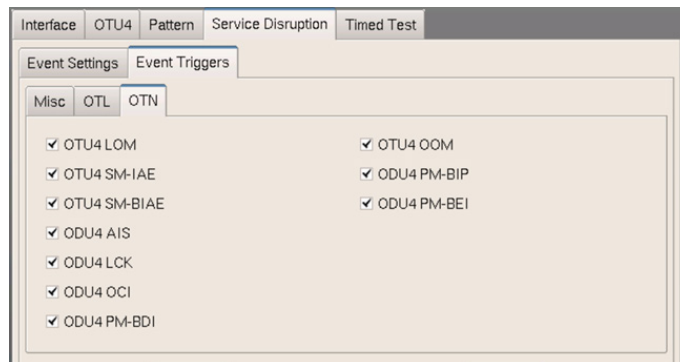 Interface OTU4 Pattern Service Disruption Timed Test
Event Settings Event Triggers
Misc OTL OTN
OTU4 LOM OTU4 OOM
OTU4 SM-IAE ODU4 PM-BIP
OTU4 SM-BIAE ODU4 PM-BEI
ODU4 AIS
ODU4 LCK
ODU4 OCI
ODU4 PM-BDI